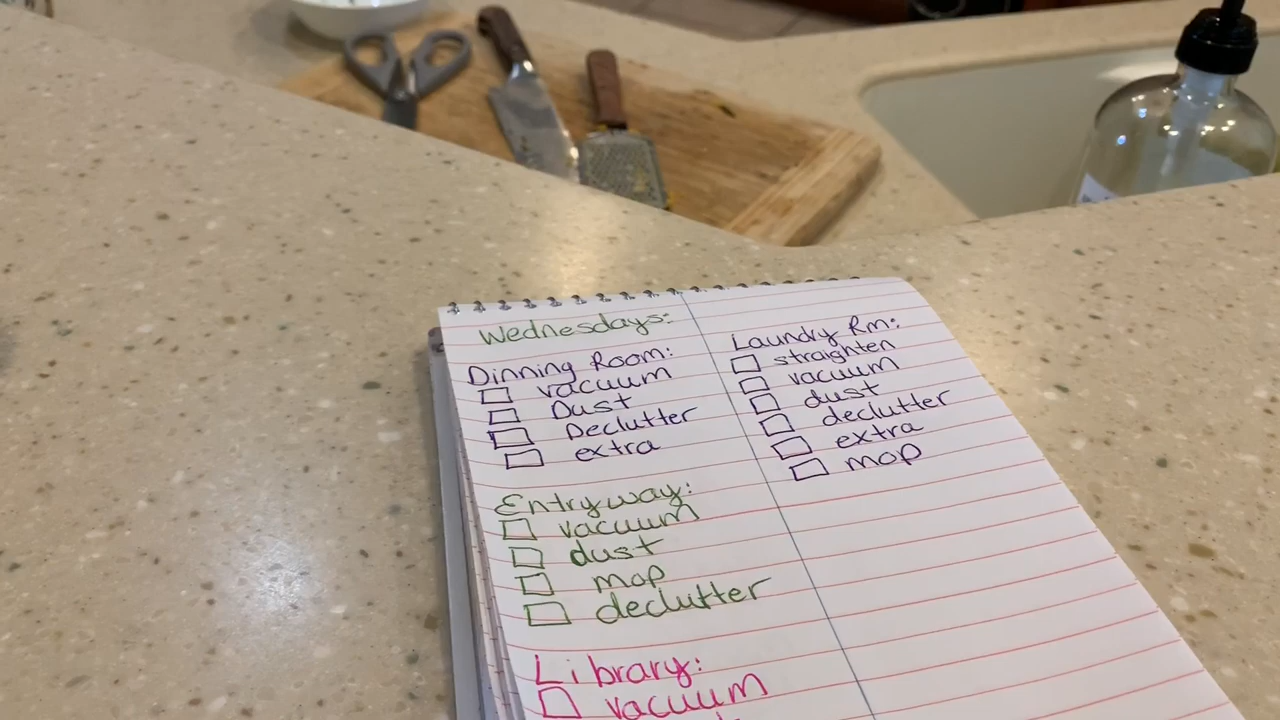 Wednesdays:
Dinning Room:
vacuum
Dust
Declutter
extra
Entryway:
vacuum
dust
mop
declutter
Library:
vacuum
Laundry Rm:
straighten
vacuum
dust
declutter
extra
mop